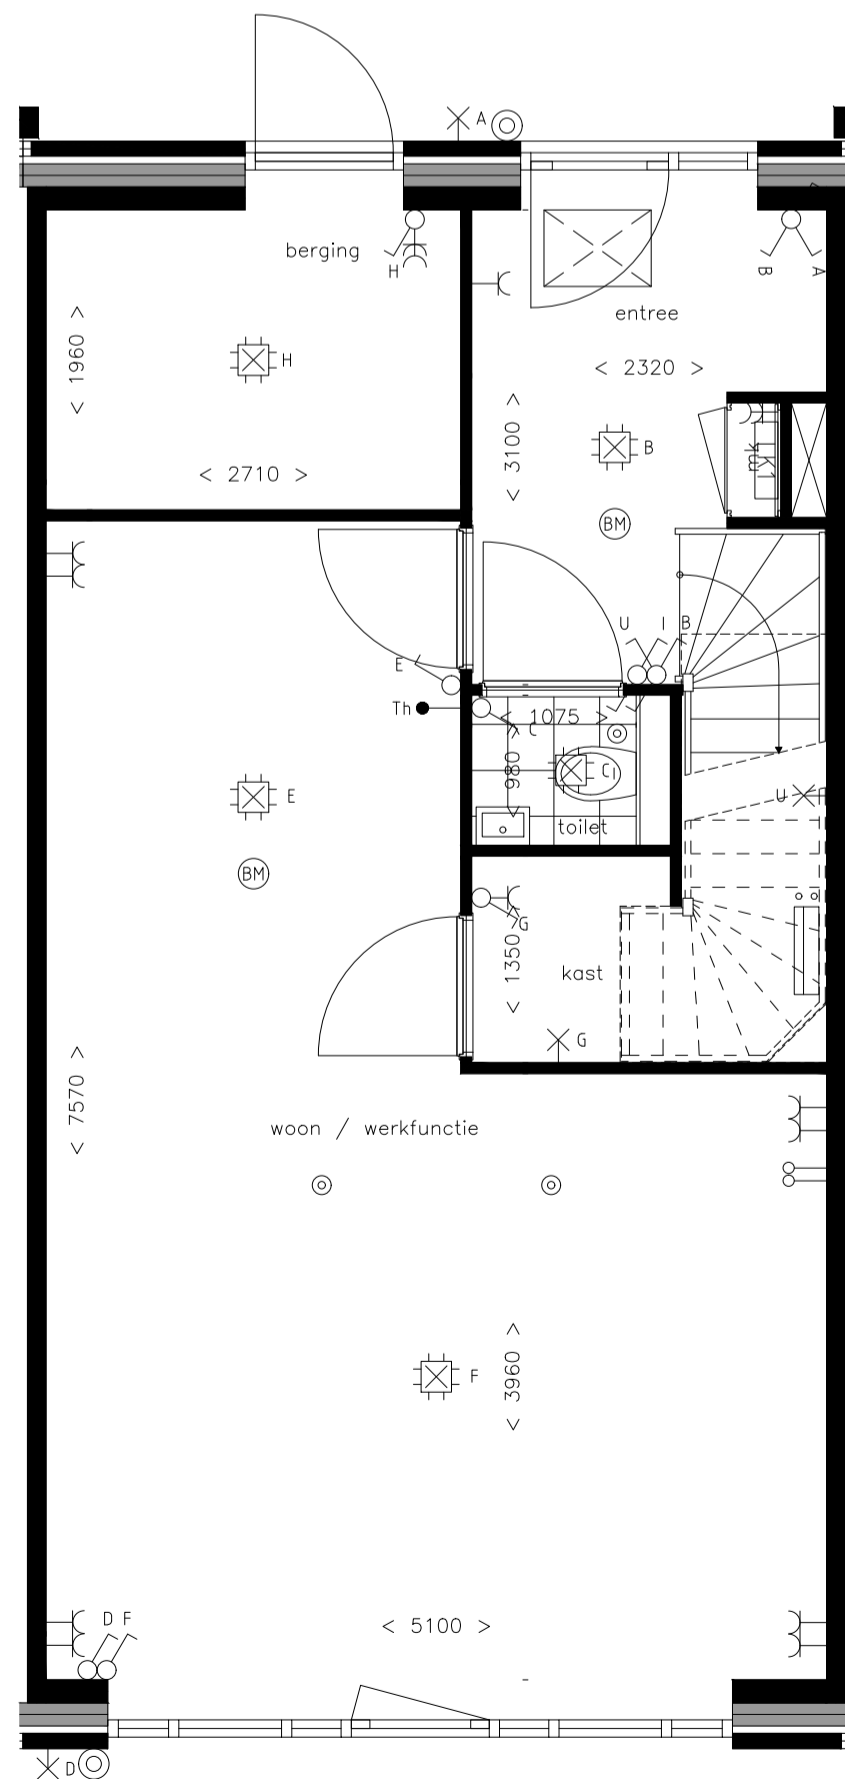 A
berging
H
B
A
entree
< 1960 >
H
< 2320 >
< 3100 >
B
mk
< 2710 >
BM
U I B
E
Th
< 1075 >
C
< 980 >
C
E
U
toilet
BM
G
< 1350 >
kast
G
< 7570 >
woon / werkfunctie
F
< 3960 >
D F
< 5100 >
D